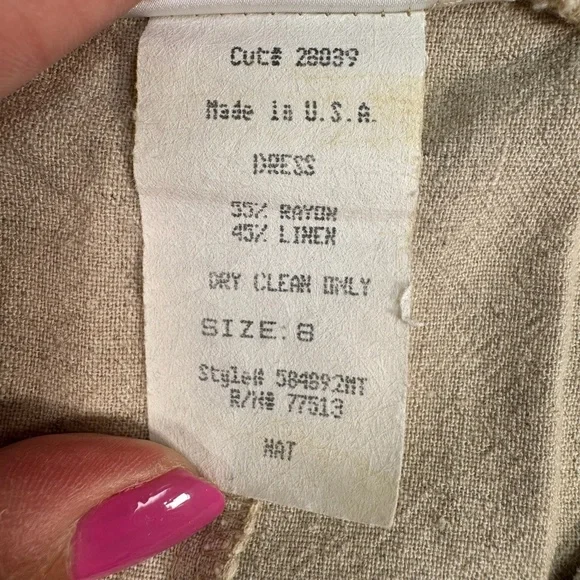 Cut# 28039
Made in U.S.A.
DRESS
55% RAYON
45% LINEN
DRY CLEAN ONLY
SIZE: 8
Style# 584892MT
R/N# 77513
NAT